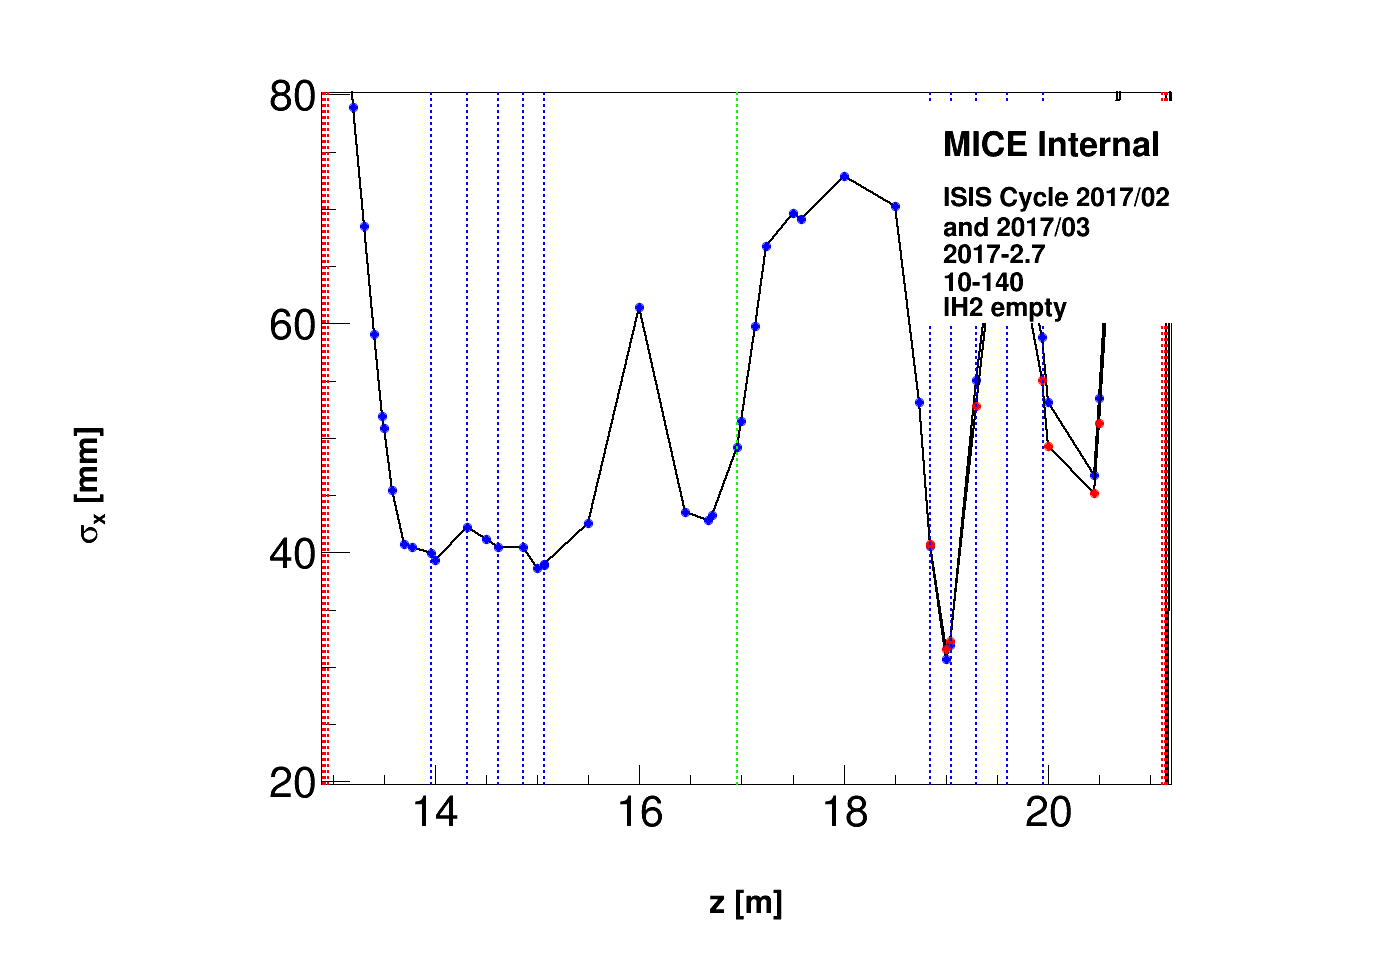 80
60
40
20
σx [mm]
MICE Internal
ISIS Cycle 2017/02
and 2017/03
2017-2.7
10-140
lH2 empty
14 16 18 20
z [m]